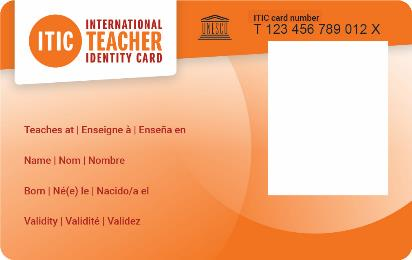 ITIC
INTERNATIONAL
TEACHER
IDENTITY CARD
UNESCO
ITIC card number
T 123 456 789 012 X
Teaches at | Enseigne à | Enseña en
Name | Nom | Nombre
Born | Né(e) le | Nacido/a el
Validity | Validité | Validez